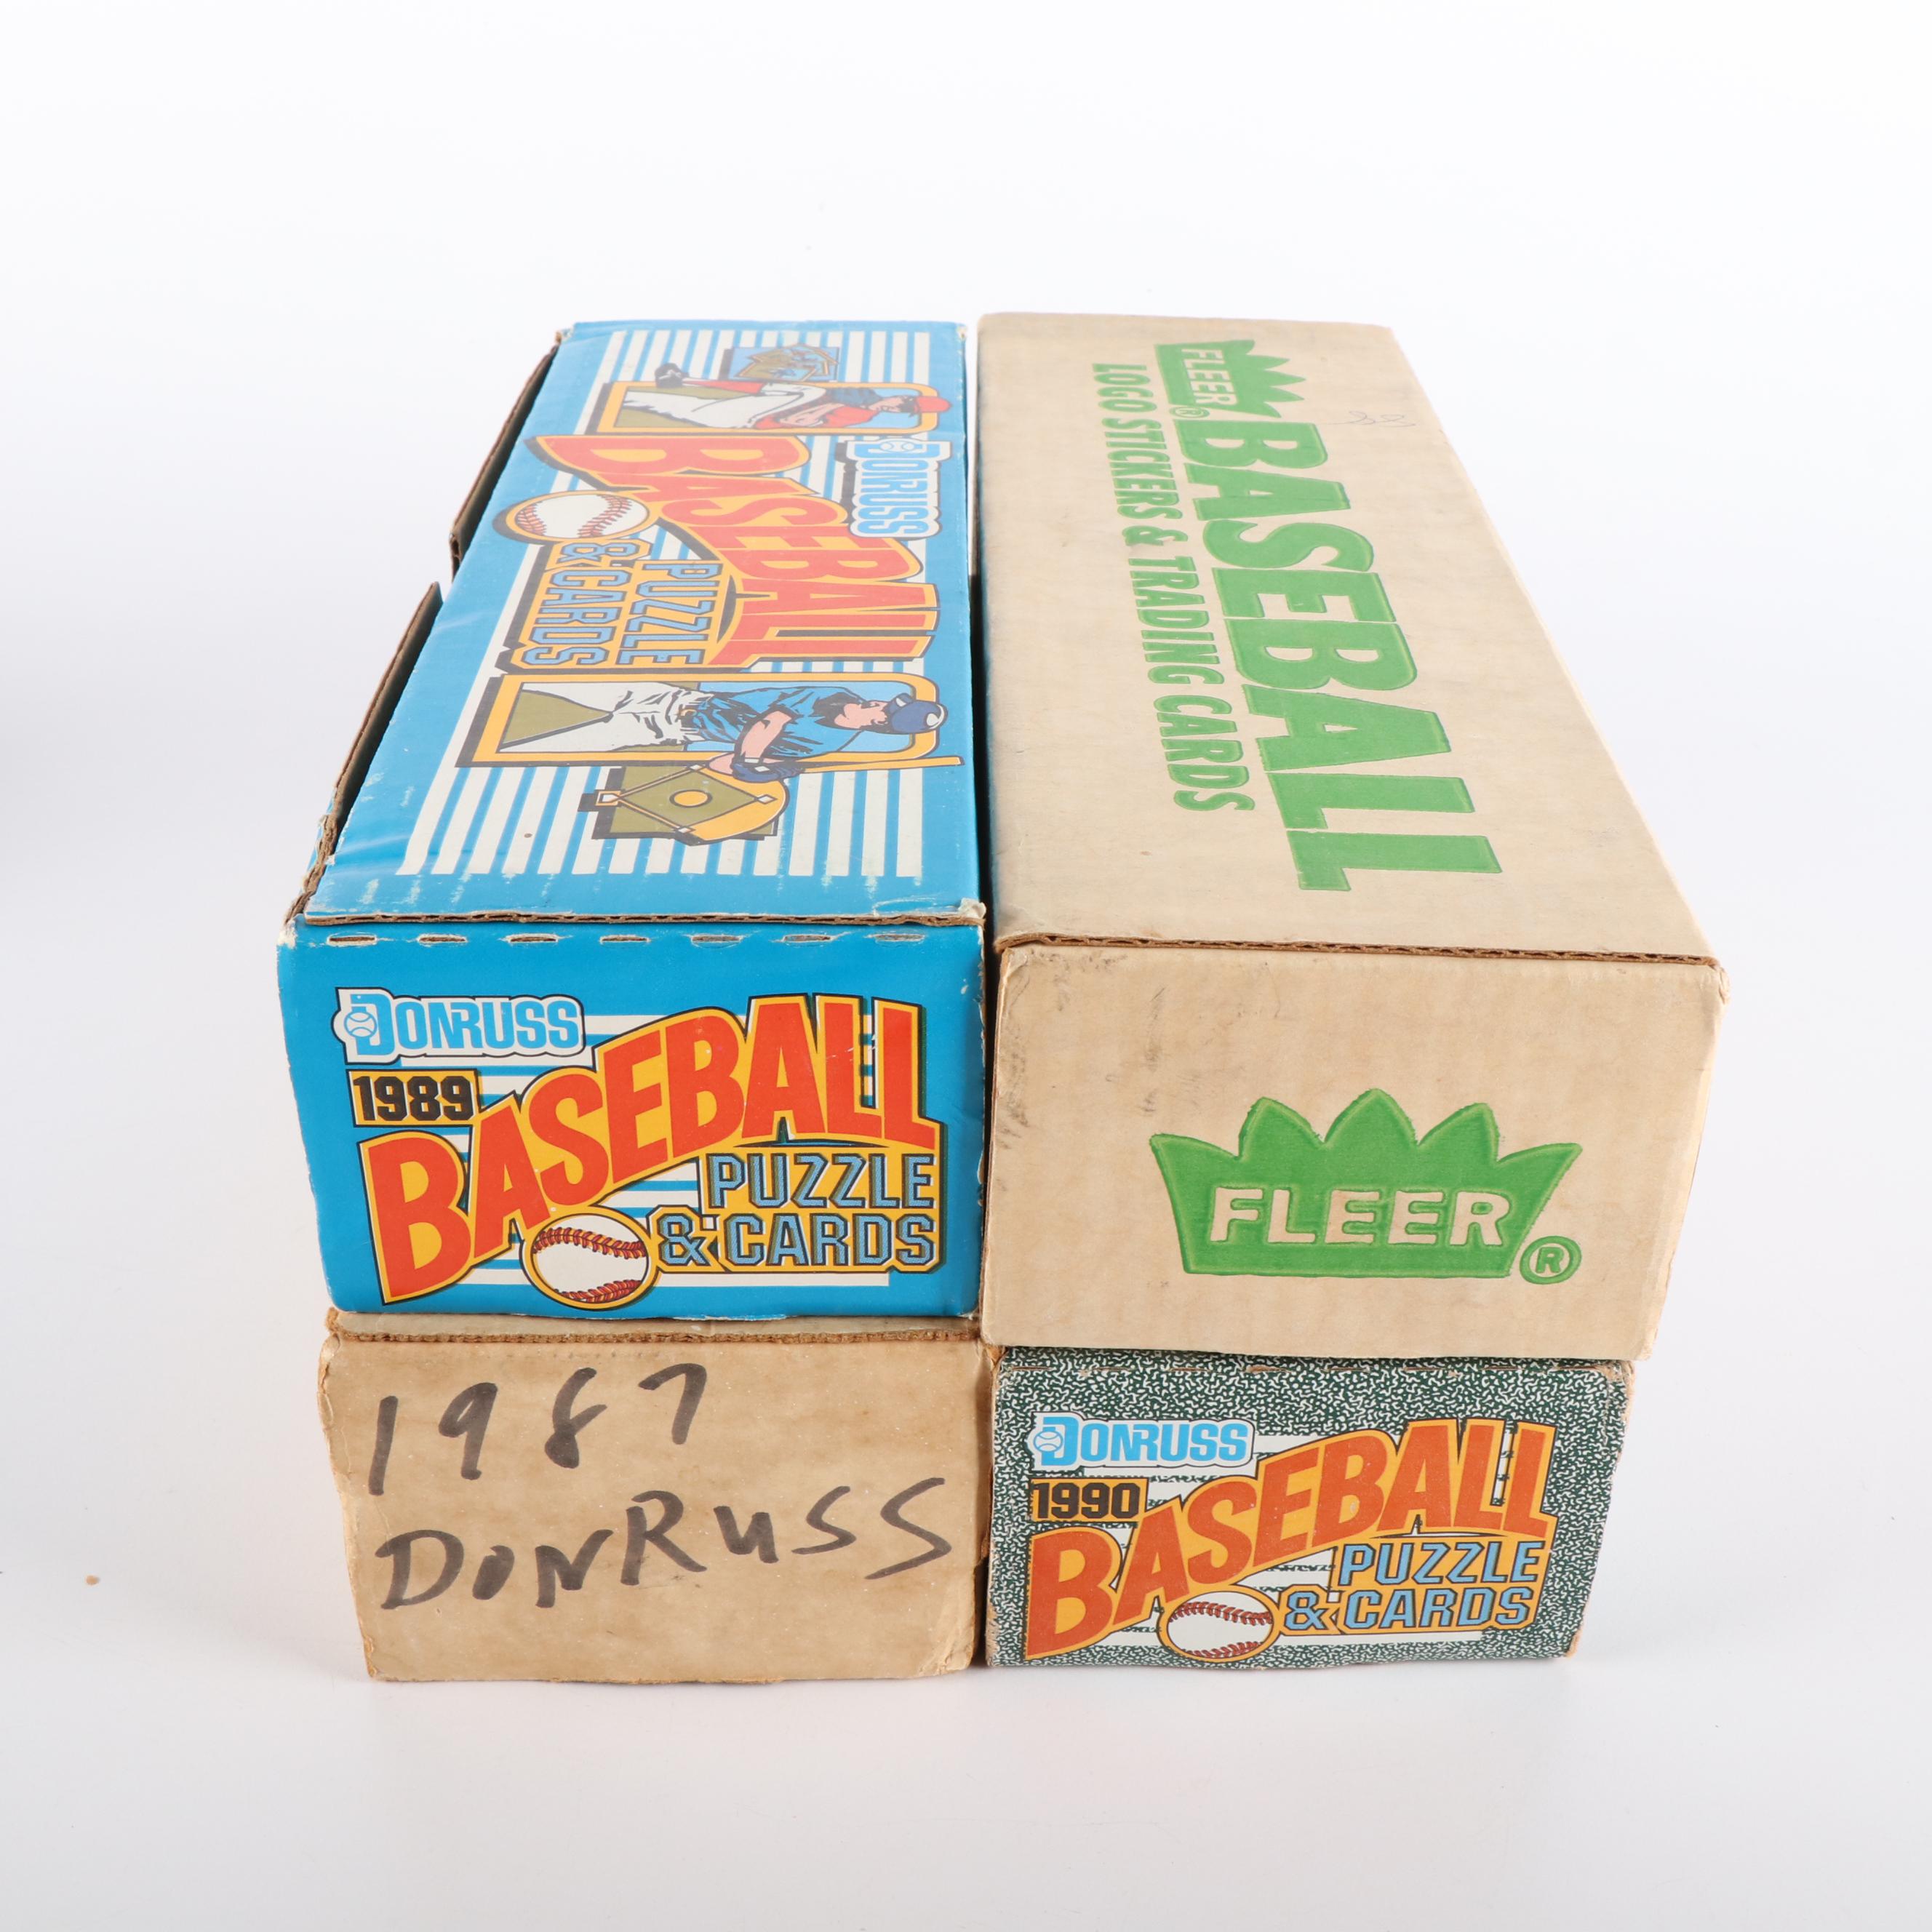 DONRUSS
BASEBALL
PUZZLE
& CARDS
FLEER®
BASEBALL
LOGO STICKERS & TRADING CARDS
DONRUSS
1989
BASEBALL
PUZZLE
& CARDS
FLEER®
1987
DONRUSS
DONRUSS
1990
BASEBALL
PUZZLE
& CARDS